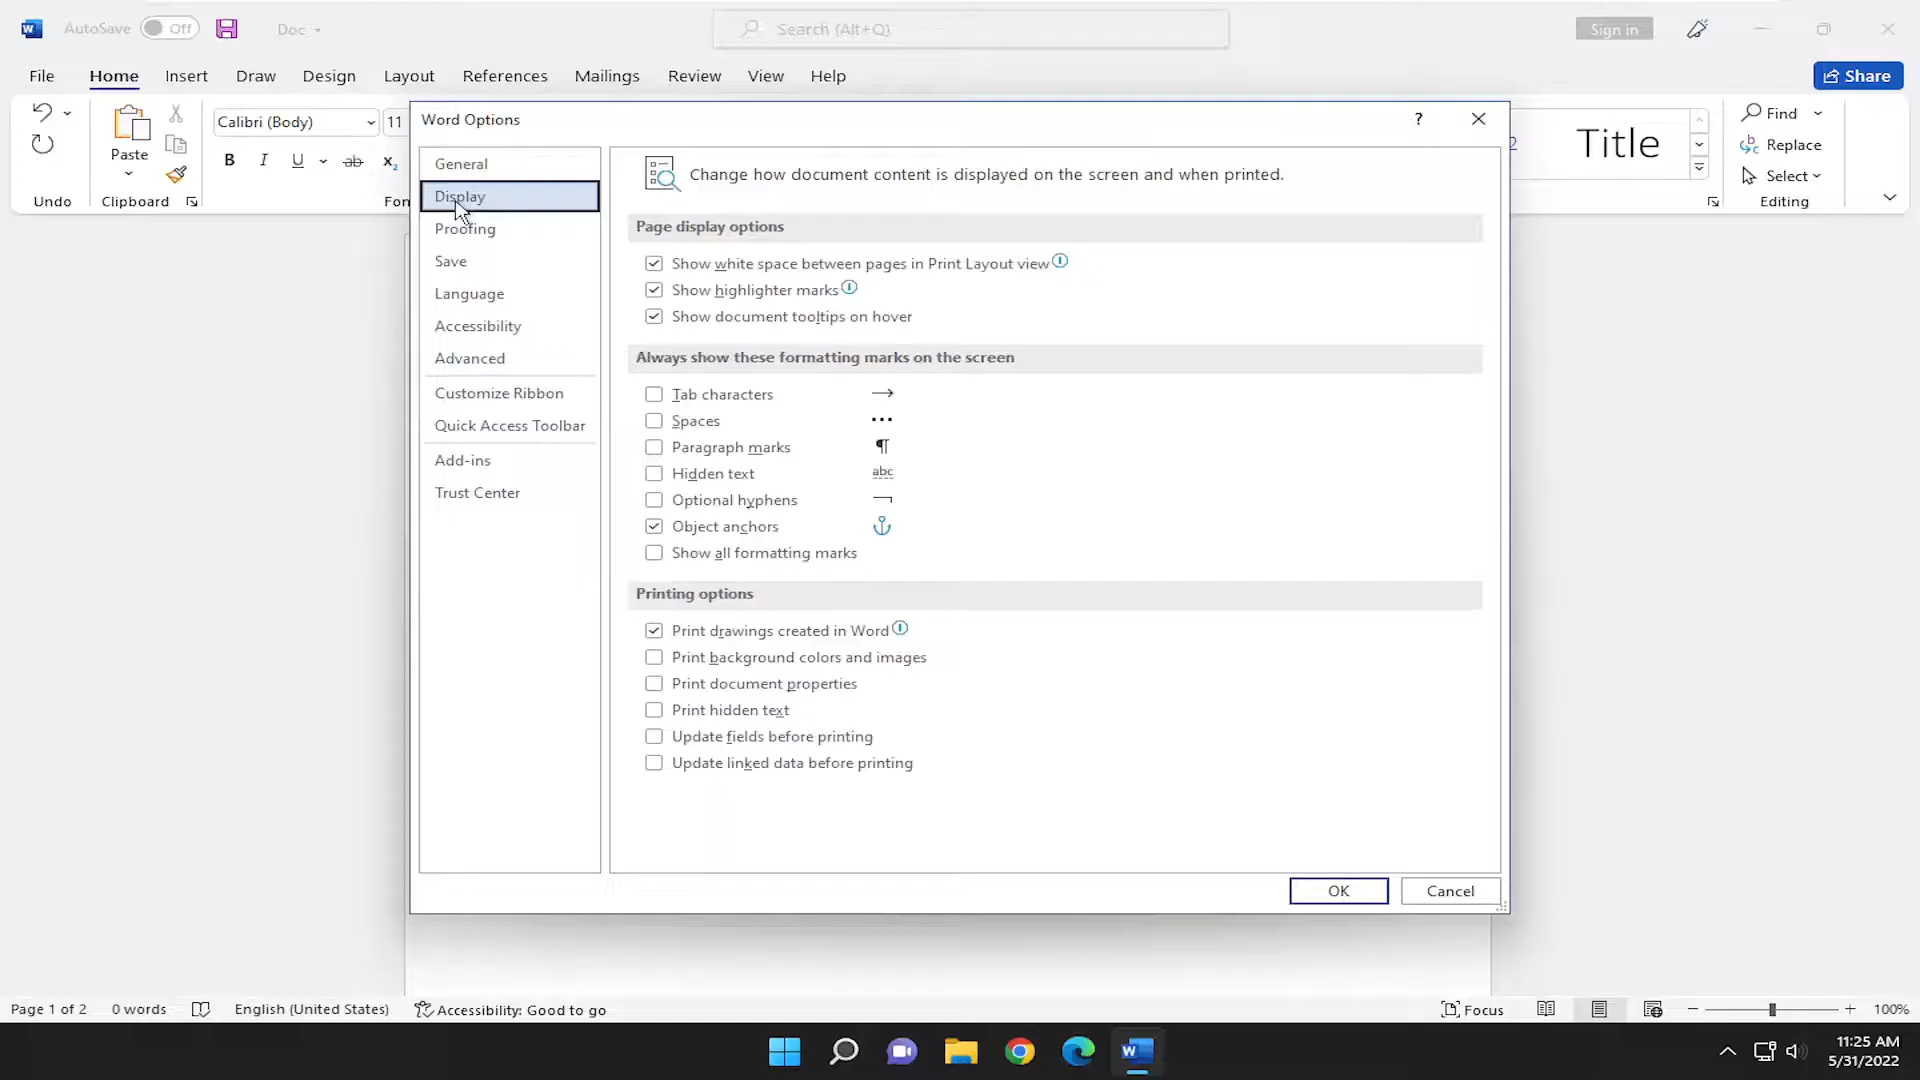 AutoSave Off Doc Search (Alt+Q) Sign in
File Home Insert Draw Design Layout References Mailings Review View Help Share
Calibri (Body) 11
Paste
B I U ab x₂
Undo Clipboard
Title
Find
Replace
Select
Editing
Word Options ?
General
Display
Proofing
Save
Language
Accessibility
Advanced
Customize Ribbon
Quick Access Toolbar
Add-ins
Trust Center
Change how document content is displayed on the screen and when printed.
Page display options
Show white space between pages in Print Layout view
Show highlighter marks
Show document tooltips on hover
Always show these formatting marks on the screen
Tab characters →
Spaces •••
Paragraph marks ¶
Hidden text abc
Optional hyphens ¬
Object anchors
Show all formatting marks
Printing options
Print drawings created in Word
Print background colors and images
Print document properties
Print hidden text
Update fields before printing
Update linked data before printing
OK Cancel
Page 1 of 2 0 words English (United States) Accessibility: Good to go Focus 100%
11:25 AM
5/31/2022